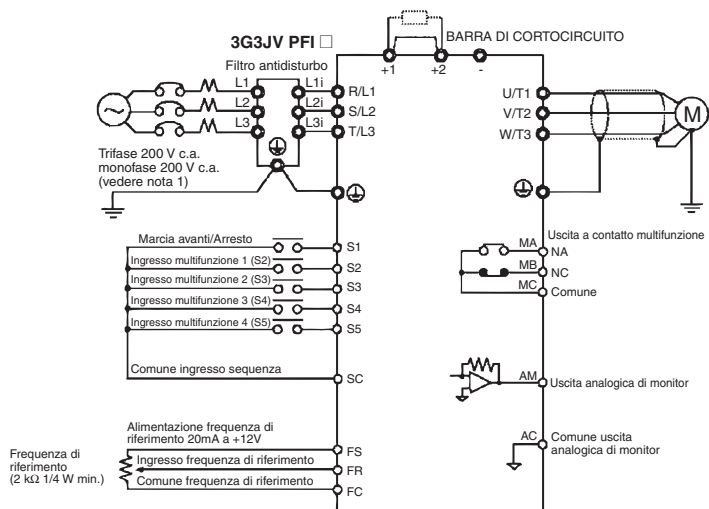 3G3JV PFI □
BARRA DI CORTOCIRCUITO
+1
+2
-
Filtro antidisturbo
L1
L1i
R/L1
L2
L2i
S/L2
L3
L3i
T/L3
U/T1
V/T2
W/T3
M
Trifase 200 V c.a.
monofase 200 V c.a.
(vedere nota 1)
Marcia avanti/Arresto
S1
Ingresso multifunzione 1 (S2)
S2
Ingresso multifunzione 2 (S3)
S3
Ingresso multifunzione 3 (S4)
S4
Ingresso multifunzione 4 (S5)
S5
Comune ingresso sequenza
SC
Uscita a contatto multifunzione
MA
NA
MB
NC
MC
Comune
AM
Uscita analogica di monitor
AC
Comune uscita
analogica di monitor
Alimentazione frequenza di
riferimento 20mA a +12V
FS
Frequenza di
riferimento
(2 kΩ 1/4 W min.)
Ingresso frequenza di riferimento
FR
Comune frequenza di riferimento
FC